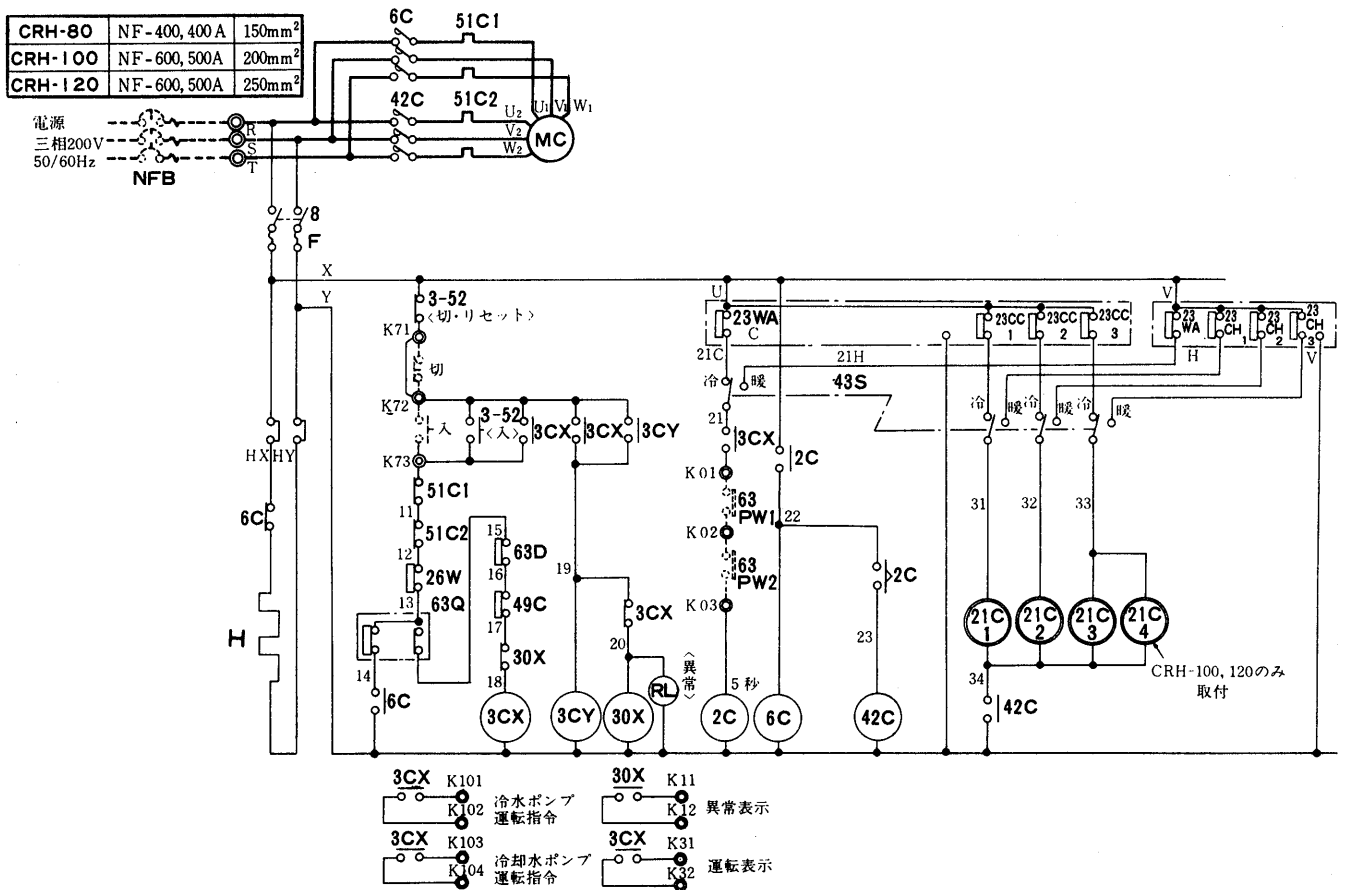 CRH-80 NF-400, 400A 150mm²
CRH-100 NF-600, 500A 200mm²
CRH-120 NF-600, 500A 250mm²
6C 51C1
42C 51C2
U₂ U₁ V₁ W₁
V₂
W₂
MC
電源
三相200V
50/60Hz
NFB
R
S
T
8
F
X
Y
3-52
〈切・リセット〉
K71
切
K72
入
3-52
〈入〉
3CX
3CX
3CY
K73
51C1
11
51C2
12
26W
13
63Q
14
6C
15
63D
16
49C
17
30X
18
3CX
19
3CX
20
3CY
30X
RL
〈異常〉
HX
HY
6C
H
U
23WA
C
21C
冷
暖
21
3CX
K01
63
PW1
K02
63
PW2
K03
5秒
2C
2C
22
6C
2C
23
42C
21H
43S
23CC
1
23CC
2
23CC
3
V
23
WA
23
CH
1
23
CH
2
23
CH
3
H
V
冷
暖
冷
暖
冷
暖
31
32
33
21C
1
21C
2
21C
3
21C
4
CRH-100, 120のみ
取付
34
42C
3CX K101
K102
冷水ポンプ
運転指令
30X K11
K12
異常表示
3CX K103
K104
冷却水ポンプ
運転指令
3CX K31
K32
運転表示